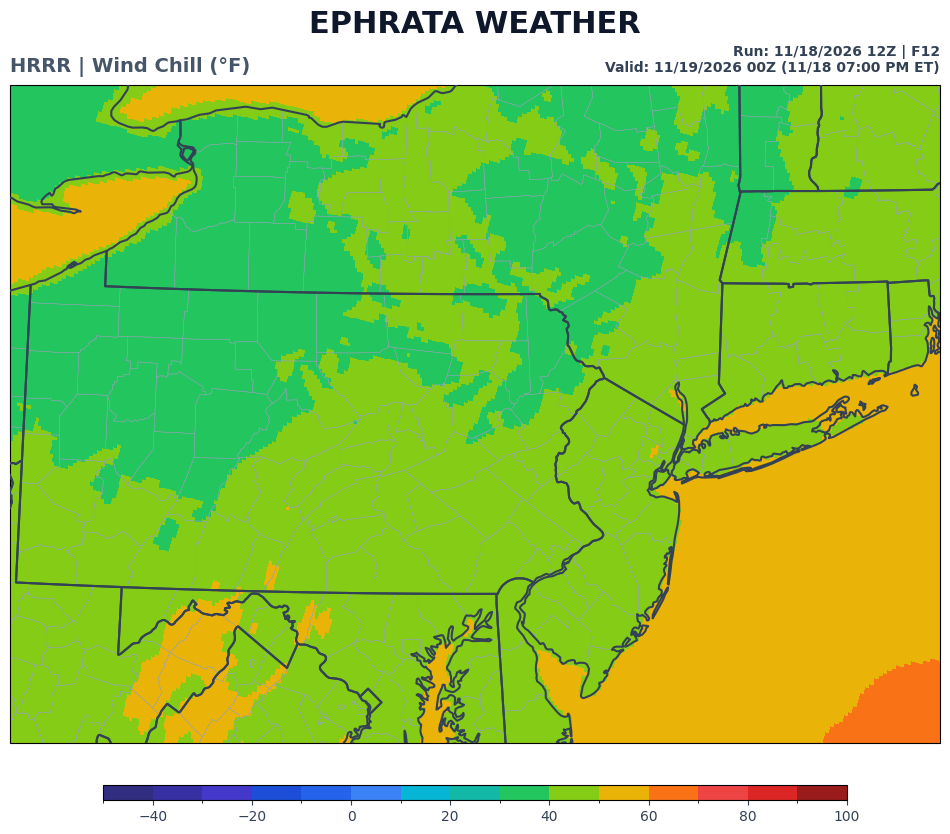 EPHRATA WEATHER
HRRR | Wind Chill (°F)
Run: 11/18/2026 12Z | F12
Valid: 11/19/2026 00Z (11/18 07:00 PM ET)
−40 −20 0 20 40 60 80 100